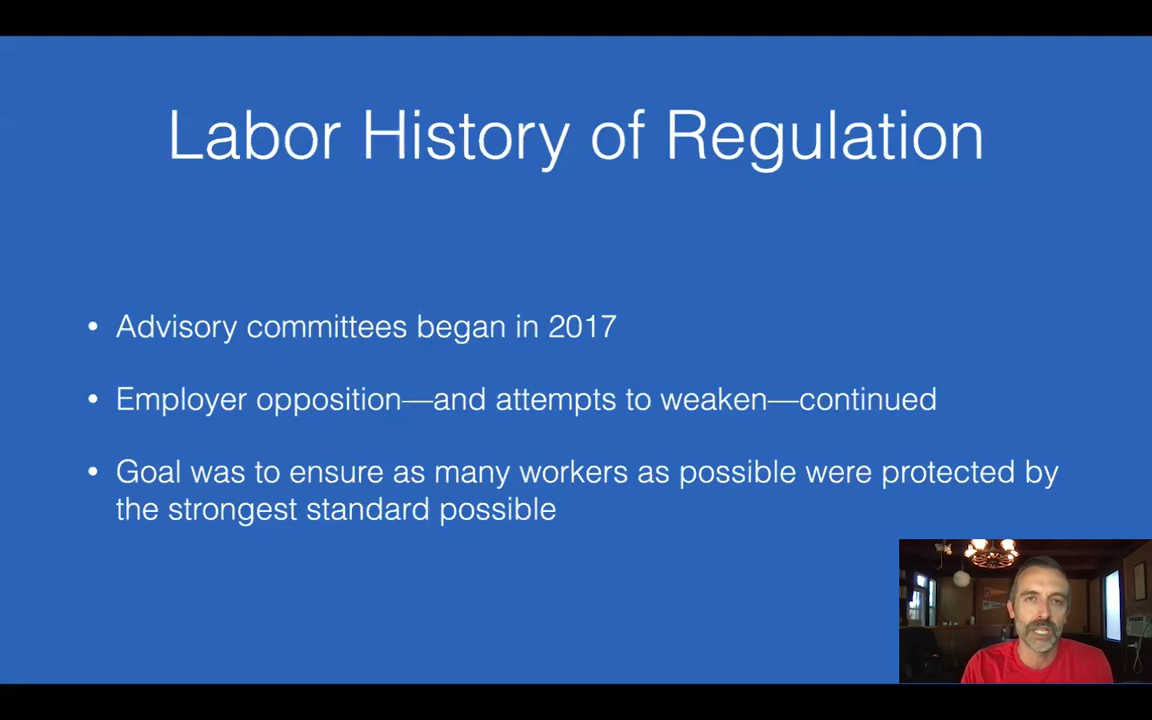 Labor History of Regulation
• Advisory committees began in 2017
• Employer opposition—and attempts to weaken—continued
• Goal was to ensure as many workers as possible were protected by
the strongest standard possible